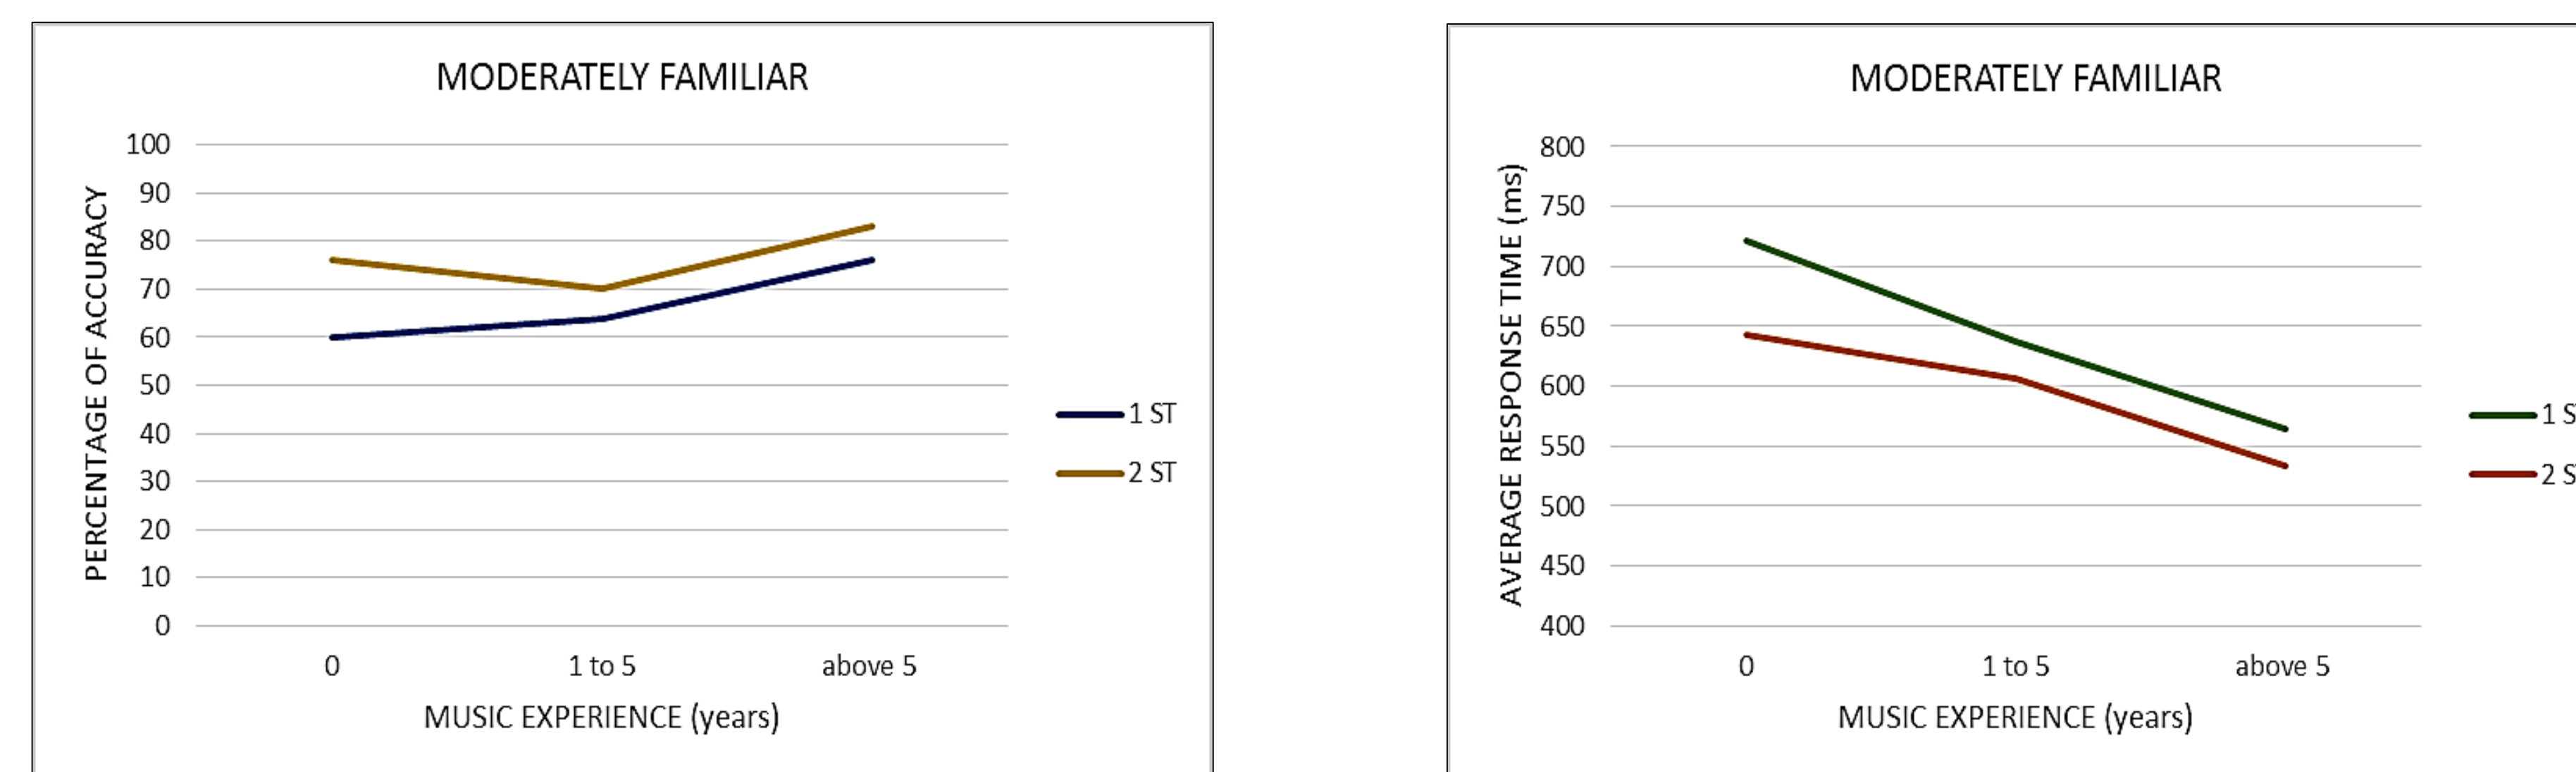 MODERATELY FAMILIAR
100
90
80
70
60
50
40
30
20
10
0
PERCENTAGE OF ACCURACY
0 1 to 5 above 5
MUSIC EXPERIENCE (years)
1 ST
2 ST
MODERATELY FAMILIAR
800
750
700
650
600
550
500
450
400
AVERAGE RESPONSE TIME (ms)
0 1 to 5 above 5
MUSIC EXPERIENCE (years)
1 S
2 S